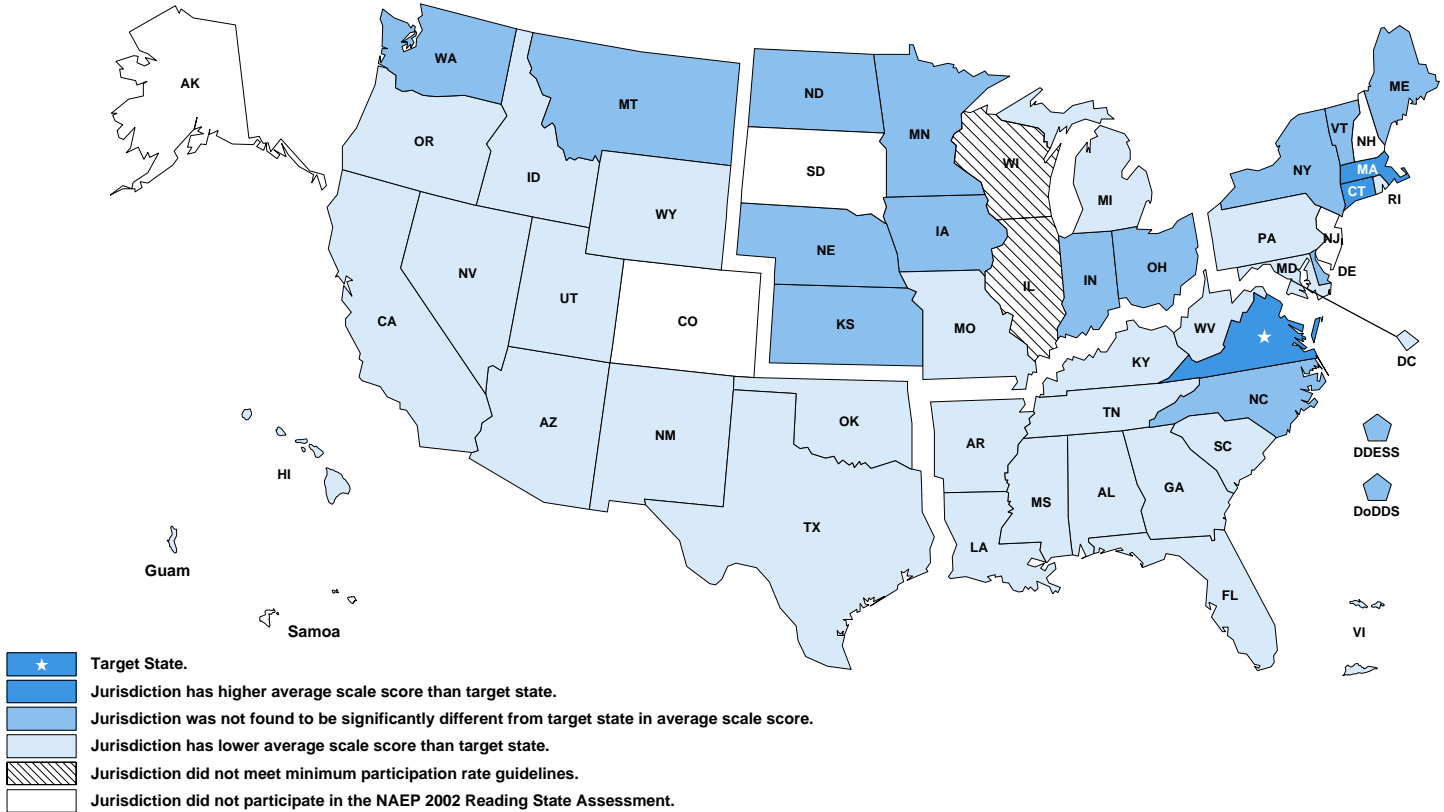 AK
WA
MT
ND
MN
ME
VT
NH
OR
ID
SD
WI
NY
MA
CT
RI
WY
MI
IA
PA
NJ
NE
NV
IN
OH
MD
DE
UT
IL
CA
CO
KS
MO
WV
KY
DC
NC
TN
AZ
NM
OK
AR
SC
DDESS
HI
MS
AL
GA
DoDDS
TX
LA
Guam
FL
Samoa
VI
Target State.
Jurisdiction has higher average scale score than target state.
Jurisdiction was not found to be significantly different from target state in average scale score.
Jurisdiction has lower average scale score than target state.
Jurisdiction did not meet minimum participation rate guidelines.
Jurisdiction did not participate in the NAEP 2002 Reading State Assessment.